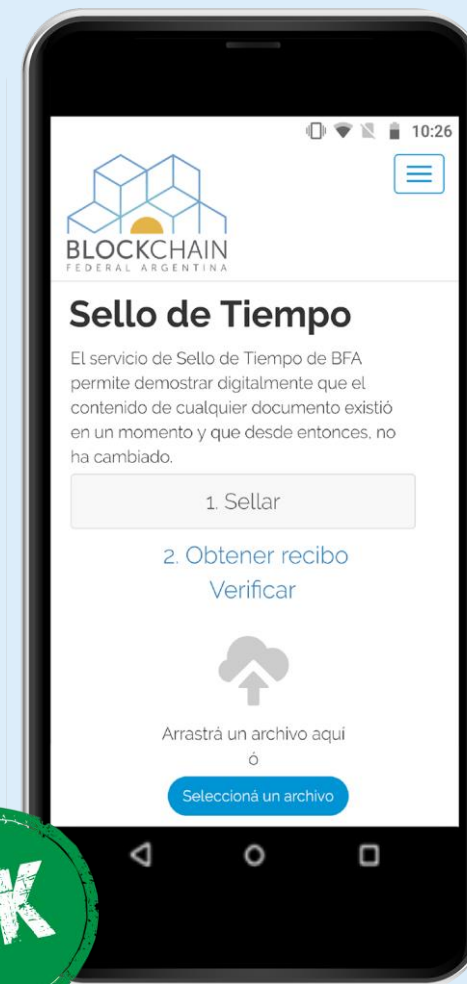 10:26
BLOCKCHAIN
FEDERAL ARGENTINA
Sello de Tiempo
El servicio de Sello de Tiempo de BFA
permite demostrar digitalmente que el
contenido de cualquier documento existió
en un momento y que desde entonces, no
ha cambiado.
1. Sellar
2. Obtener recibo
Verificar
Arrastrá un archivo aquí
ó
Seleccioná un archivo